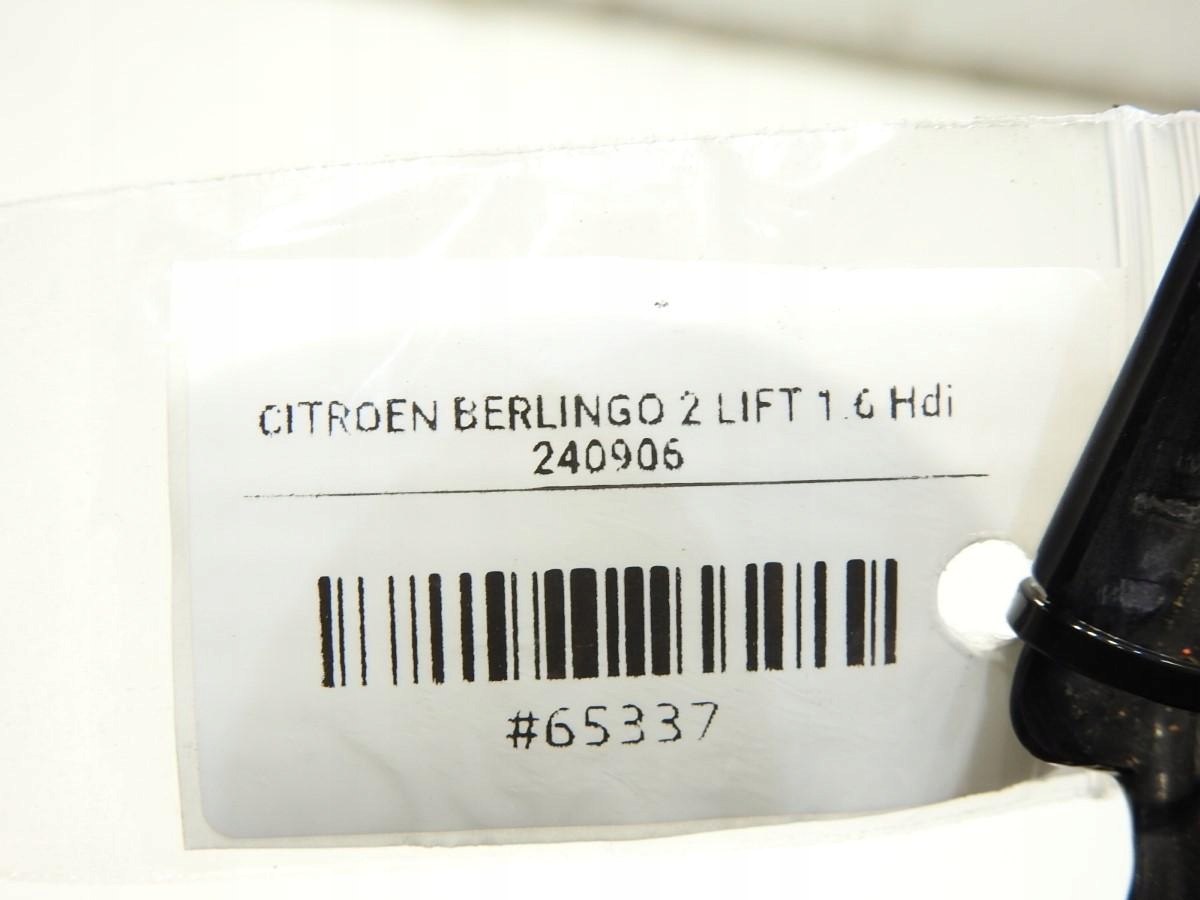 CITROEN BERLINGO 2 LIFT 1.6 Hdi
240906
#65337